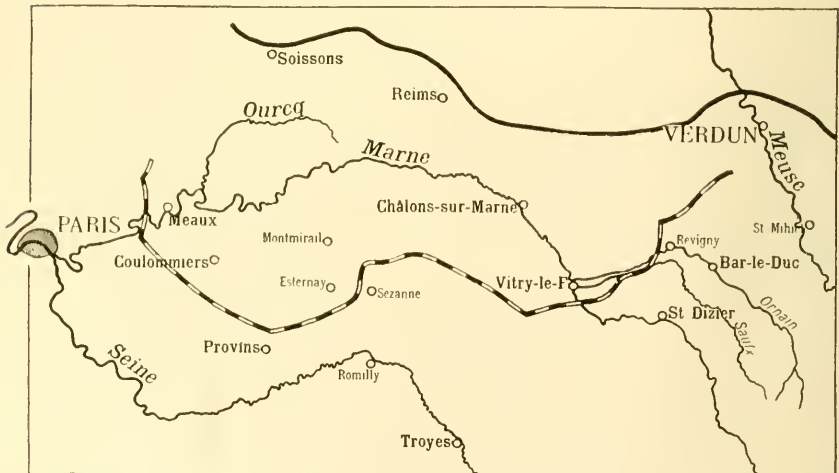 Soissons
Reims
Ourcq
VERDUN
Marne
Meuse
PARIS
Meaux
Châlons-sur-Marne
St Mihil
Montmirail
Revigny
Coulommiers
Bar-le-Duc
Esternay
Sezanne
Vitry-le-F
Ornain
St Dizier
Saulx
Provins
Seine
Romilly
Troyes